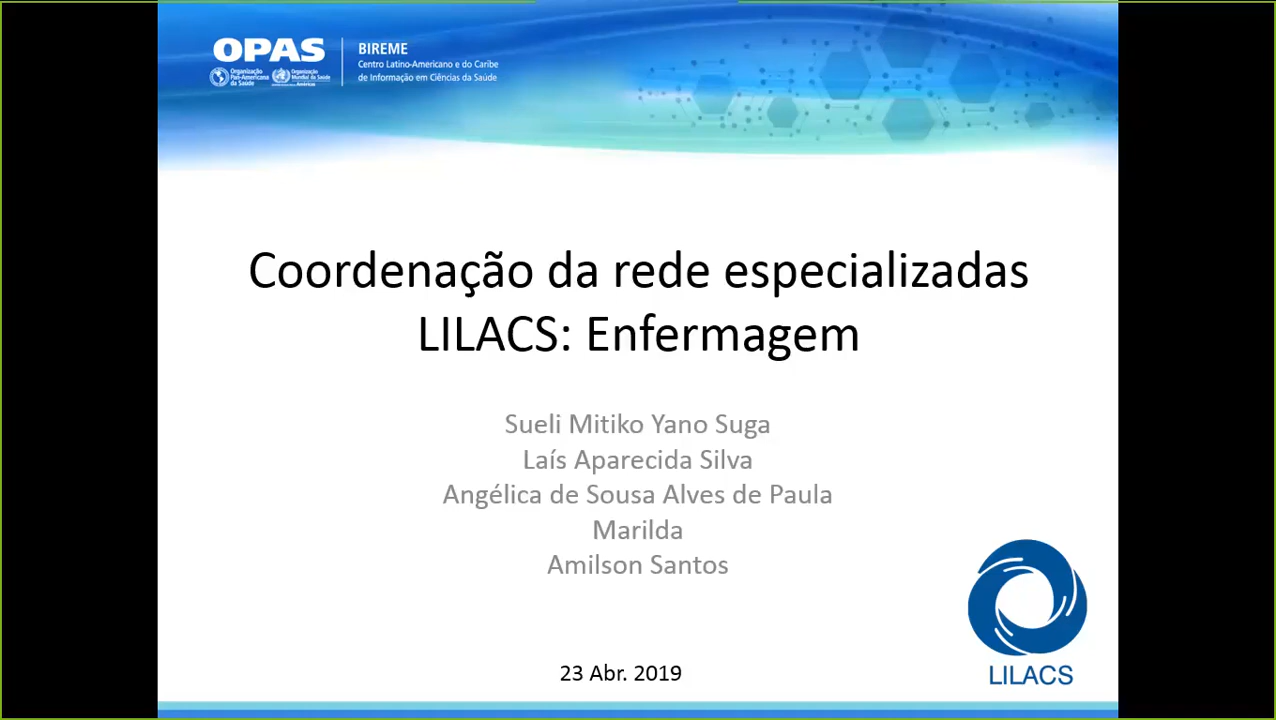 OPAS
Organização
Pan-Americana
da Saúde
Organização
Mundial da Saúde
Américas
BIREME
Centro Latino-Americano e do Caribe
de Informação em Ciências da Saúde
Coordenação da rede especializadas
LILACS: Enfermagem
Sueli Mitiko Yano Suga
Laís Aparecida Silva
Angélica de Sousa Alves de Paula
Marilda
Amilson Santos
LILACS
23 Abr. 2019